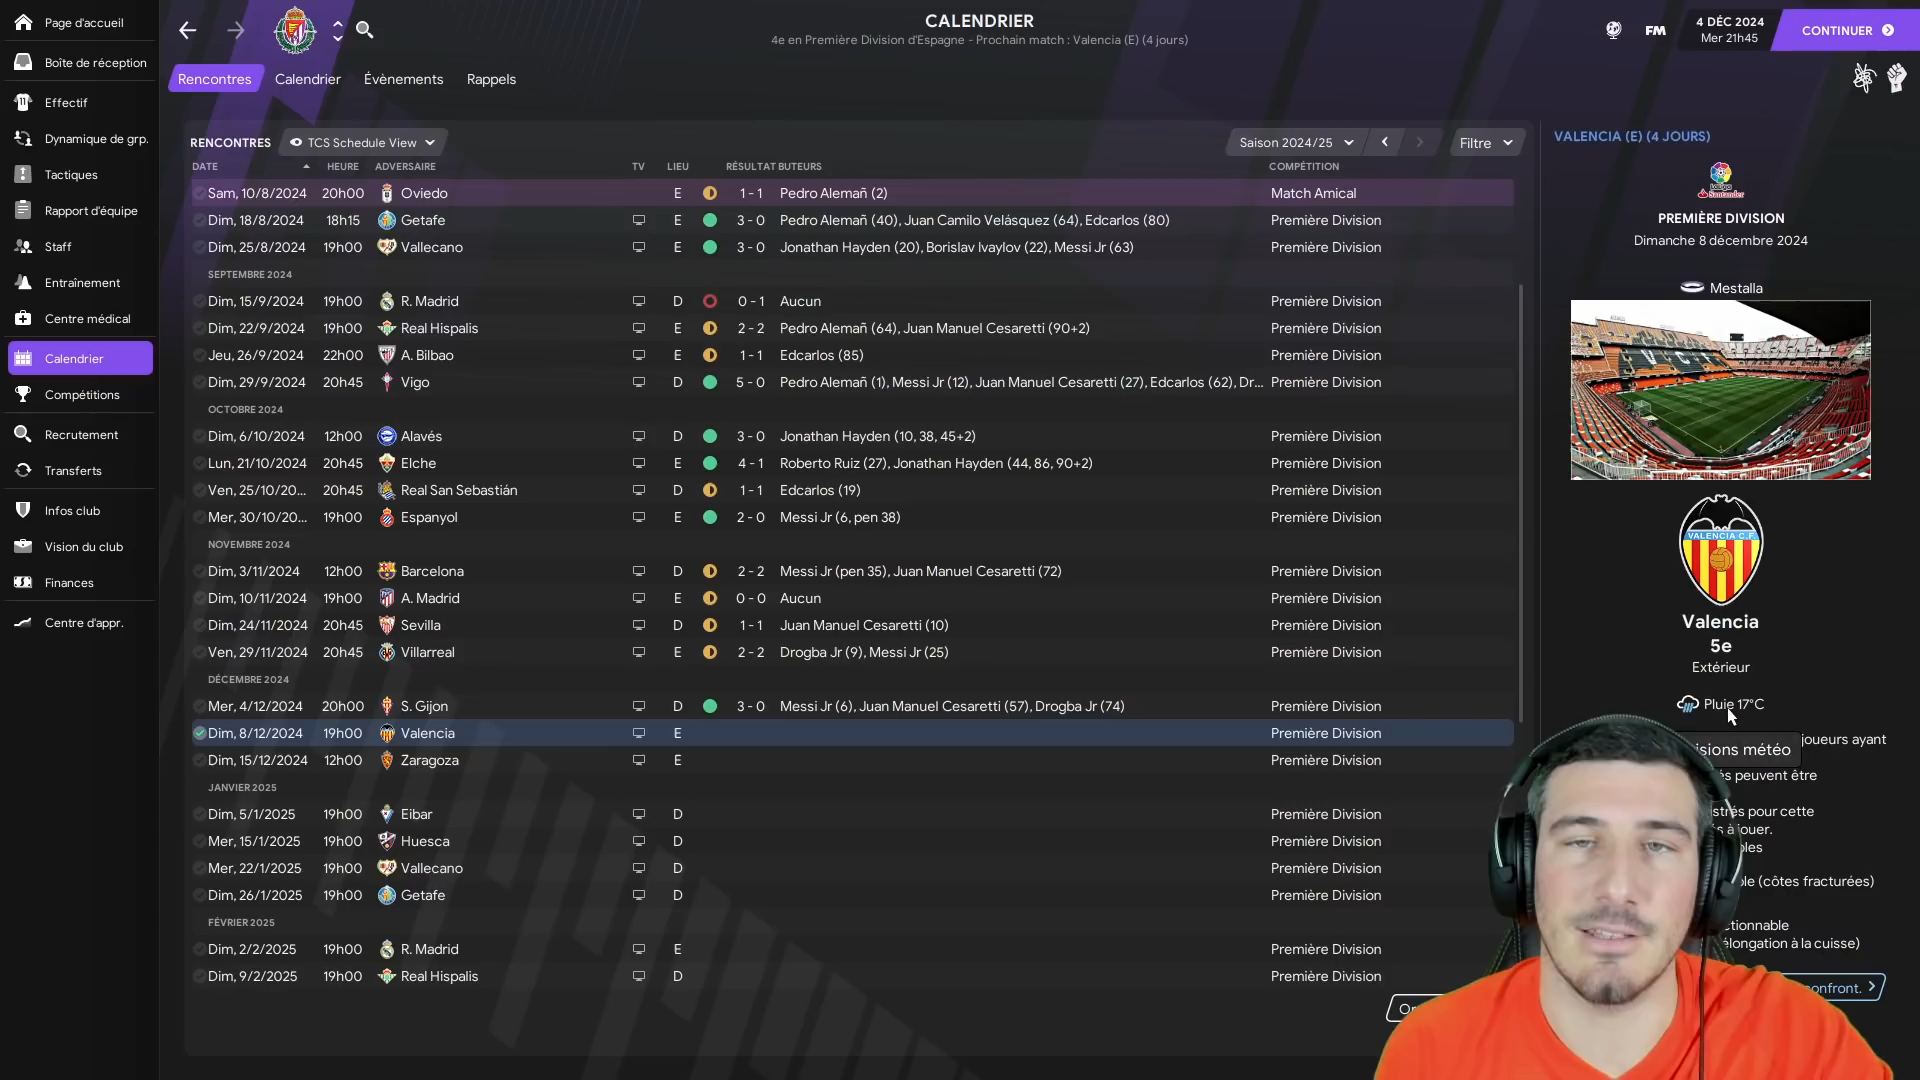 Page d'accueil
Boîte de réception
Effectif
Dynamique de grp.
Tactiques
Rapport d'équipe
Staff
Entraînement
Centre médical
Calendrier
Compétitions
Recrutement
Transferts
Infos club
Vision du club
Finances
Centre d'appr.
CALENDRIER
4e en Première Division d'Espagne - Prochain match : Valencia (E) (4 jours)
FM
4 DÉC 2024
Mer 21h45
CONTINUER
Rencontres Calendrier Évènements Rappels
RENCONTRES TCS Schedule View Saison 2024/25 Filtre
DATE HEURE ADVERSAIRE TV LIEU RÉSULTAT BUTEURS COMPÉTITION
Sam, 10/8/2024 20h00 Oviedo E 1 - 1 Pedro Alemañ (2) Match Amical
Dim, 18/8/2024 18h15 Getafe E 3 - 0 Pedro Alemañ (40), Juan Camilo Velásquez (64), Edcarlos (80) Première Division
Dim, 25/8/2024 19h00 Vallecano E 3 - 0 Jonathan Hayden (20), Borislav Ivaylov (22), Messi Jr (63) Première Division
SEPTEMBRE 2024
Dim, 15/9/2024 19h00 R. Madrid D 0 - 1 Aucun Première Division
Dim, 22/9/2024 19h00 Real Hispalis E 2 - 2 Pedro Alemañ (64), Juan Manuel Cesaretti (90+2) Première Division
Jeu, 26/9/2024 22h00 A. Bilbao E 1 - 1 Edcarlos (85) Première Division
Dim, 29/9/2024 20h45 Vigo D 5 - 0 Pedro Alemañ (1), Messi Jr (12), Juan Manuel Cesaretti (27), Edcarlos (62), Dr... Première Division
OCTOBRE 2024
Dim, 6/10/2024 12h00 Alavés D 3 - 0 Jonathan Hayden (10, 38, 45+2) Première Division
Lun, 21/10/2024 20h45 Elche E 4 - 1 Roberto Ruiz (27), Jonathan Hayden (44, 86, 90+2) Première Division
Ven, 25/10/20... 20h45 Real San Sebastián D 1 - 1 Edcarlos (19) Première Division
Mer, 30/10/20... 19h00 Espanyol E 2 - 0 Messi Jr (6, pen 38) Première Division
NOVEMBRE 2024
Dim, 3/11/2024 12h00 Barcelona D 2 - 2 Messi Jr (pen 35), Juan Manuel Cesaretti (72) Première Division
Dim, 10/11/2024 19h00 A. Madrid E 0 - 0 Aucun Première Division
Dim, 24/11/2024 20h45 Sevilla D 1 - 1 Juan Manuel Cesaretti (10) Première Division
Ven, 29/11/2024 20h45 Villarreal E 2 - 2 Drogba Jr (9), Messi Jr (25) Première Division
DÉCEMBRE 2024
Mer, 4/12/2024 20h00 S. Gijon D 3 - 0 Messi Jr (6), Juan Manuel Cesaretti (57), Drogba Jr (74) Première Division
Dim, 8/12/2024 19h00 Valencia E Première Division
Dim, 15/12/2024 12h00 Zaragoza E Première Division
JANVIER 2025
Dim, 5/1/2025 19h00 Eibar D Première Division
Mer, 15/1/2025 19h00 Huesca D Première Division
Mer, 22/1/2025 19h00 Vallecano D Première Division
Dim, 26/1/2025 19h00 Getafe D Première Division
FÉVRIER 2025
Dim, 2/2/2025 19h00 R. Madrid E Première Division
Dim, 9/2/2025 19h00 Real Hispalis D Première Division
VALENCIA (E) (4 JOURS)
LaLiga
Santander
PREMIÈRE DIVISION
Dimanche 8 décembre 2024
Mestalla
VALENCIA C.F.
Valencia
5e
Extérieur
Pluie 17°C
isions météo
joueurs ayant
peuvent être
pour cette
à jouer.
(côtes fracturées)
élongation à la cuisse)
confront.